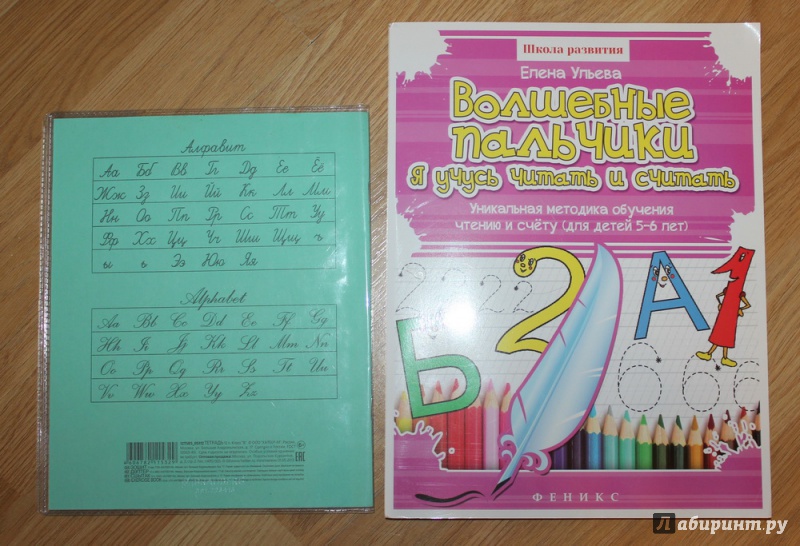 Алфавит
Аа Бб Вв Гг Дд Ее Ёё
Жж Зз Ии Йй Кк Лл Мм
Нн Оо Пп Рр Сс Тт Уу
Фф Хх Цц Чч Шш Щщ ъ
ы ь Ээ Юю Яя
Alphabet
Aa Bb Cc Dd Ee Ff Gg
Hh Ii Jj Kk Ll Mm Nn
Oo Pp Qq Rr Ss Tt Uu
Vv Ww Xx Yy Zz
Школа развития
Елена Ульева
Волшебные
пальчики
Я учусь читать и считать
Уникальная методика обучения
чтению и счёту (для детей 5-6 лет)
2222
Б 2 А 1
666
ФЕНИКС
Лабиринт.ру